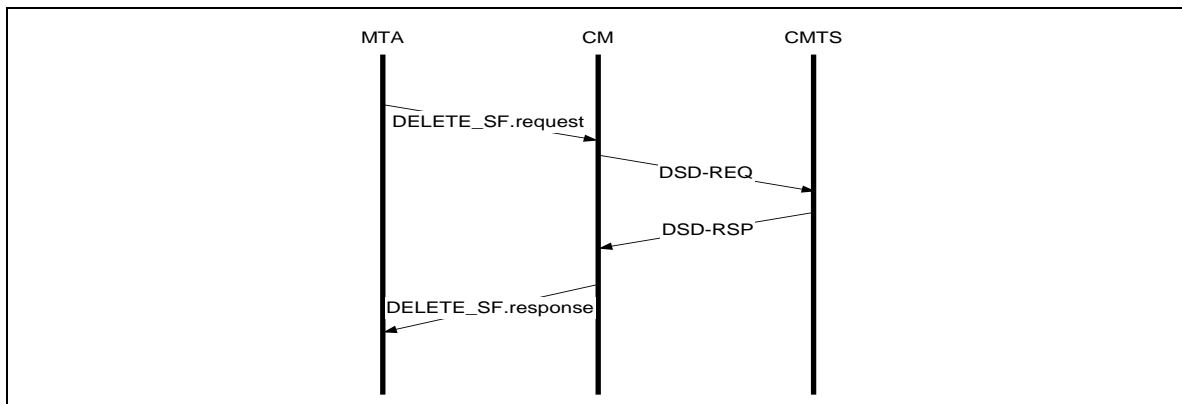 MTA CM CMTS
DELETE_SF.request
DSD-REQ
DSD-RSP
DELETE_SF.response